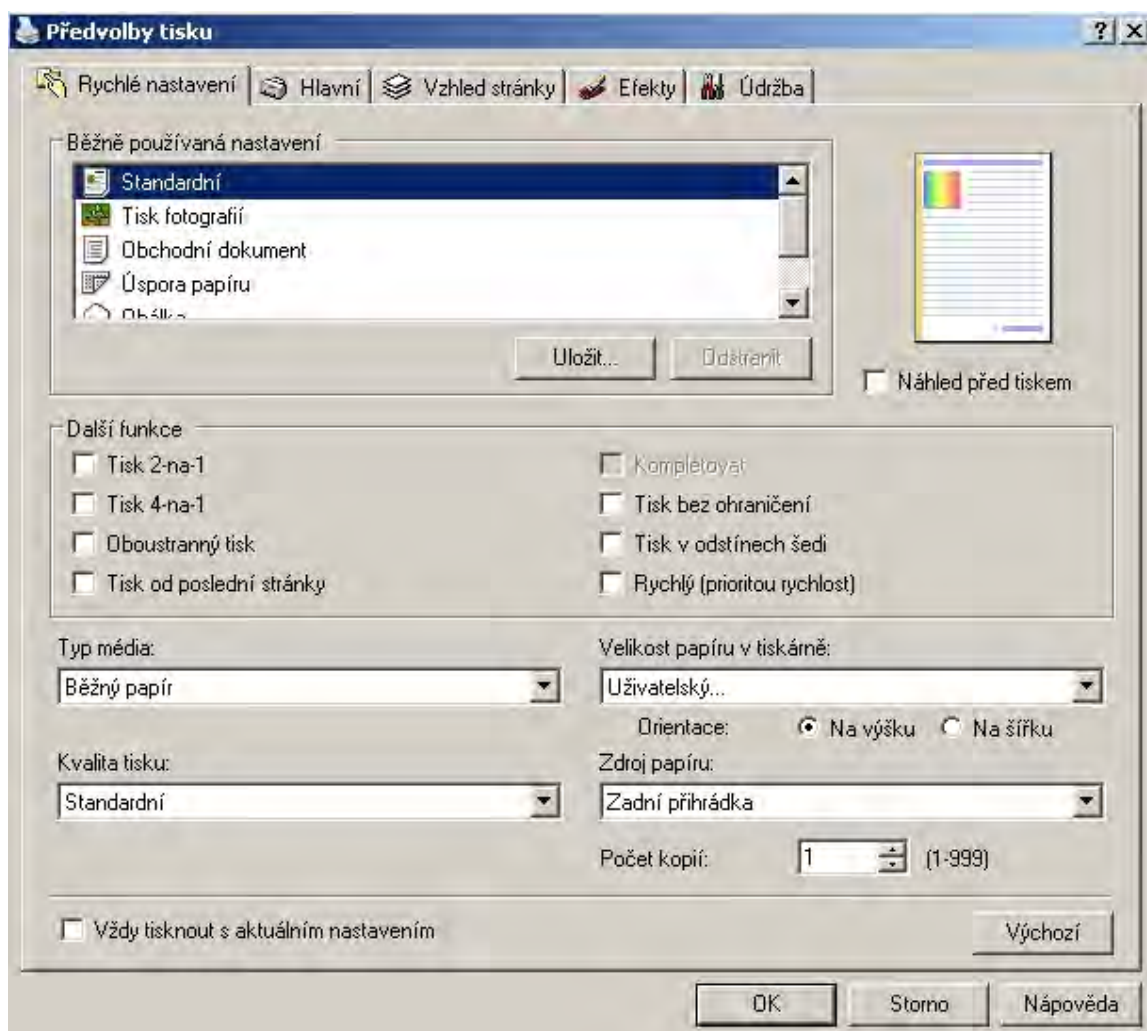 Předvolby tisku
Rychlé nastavení Hlavní Vzhled stránky Efekty Údržba
Běžně používaná nastavení
Standardní
Tisk fotografií
Obchodní dokument
Úspora papíru
Obálka
Uložit... Odstranit
Náhled před tiskem
Další funkce
Tisk 2-na-1
Tisk 4-na-1
Oboustranný tisk
Tisk od poslední stránky
Kompletovat
Tisk bez ohraničení
Tisk v odstínech šedi
Rychlý (prioritou rychlost)
Typ média:
Běžný papír
Velikost papíru v tiskárně:
Uživatelský...
Orientace: Na výšku Na šířku
Kvalita tisku:
Standardní
Zdroj papíru:
Zadní přihrádka
Počet kopií: 1 (1-999)
Vždy tisknout s aktuálním nastavením
Výchozí
OK Storno Nápověda